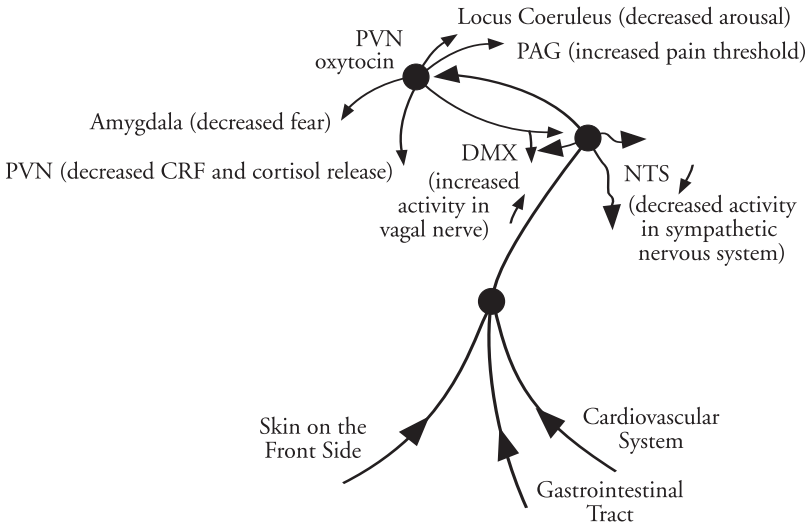 Locus Coeruleus (decreased arousal)
PVN
oxytocin
PAG (increased pain threshold)
Amygdala (decreased fear)
PVN (decreased CRF and cortisol release)
DMX
(increased
activity in
vagal nerve)
NTS
(decreased activity
in sympathetic
nervous system)
Skin on the
Front Side
Cardiovascular
System
Gastrointestinal
Tract